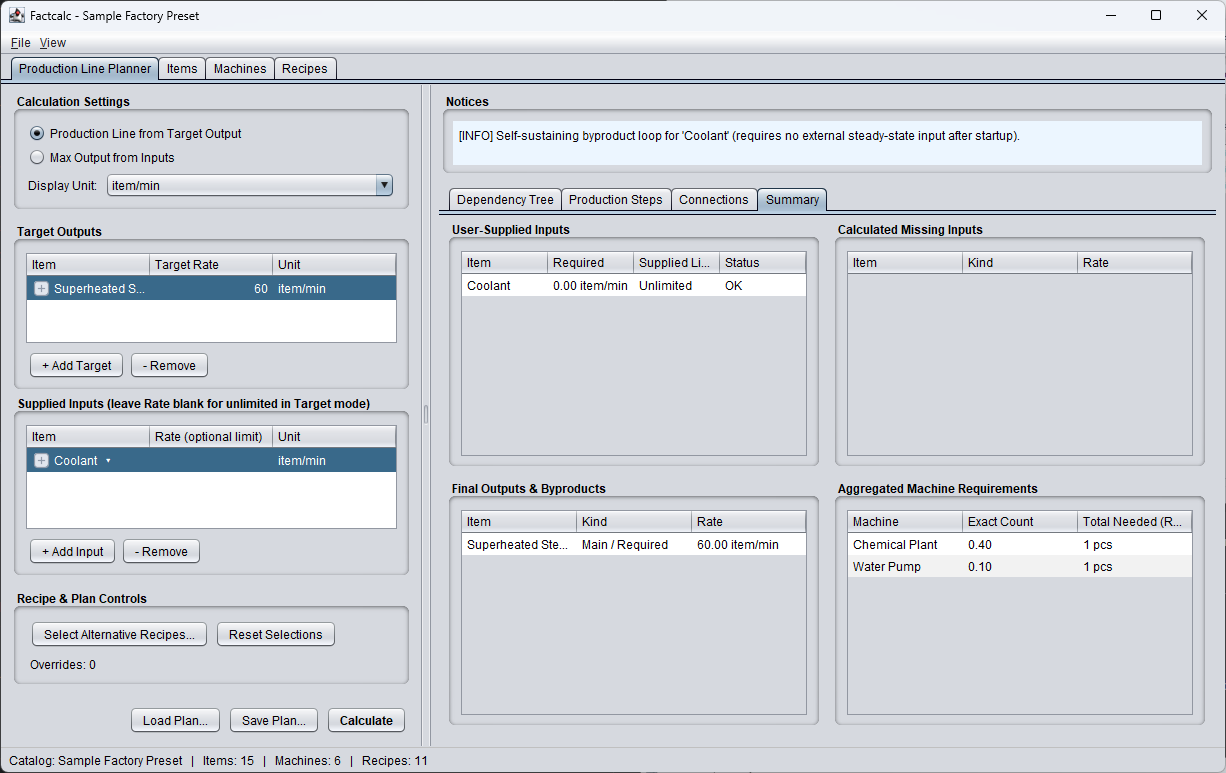 Factcalc - Sample Factory Preset
File View
Production Line Planner Items Machines Recipes
Calculation Settings
Production Line from Target Output
Max Output from Inputs
Display Unit: item/min
Target Outputs
Item Target Rate Unit
Superheated S... 60 item/min
+ Add Target - Remove
Supplied Inputs (leave Rate blank for unlimited in Target mode)
Item Rate (optional limit) Unit
Coolant item/min
+ Add Input - Remove
Recipe & Plan Controls
Select Alternative Recipes... Reset Selections
Overrides: 0
Load Plan... Save Plan... Calculate
Notices
[INFO] Self-sustaining byproduct loop for 'Coolant' (requires no external steady-state input after startup).
Dependency Tree Production Steps Connections Summary
User-Supplied Inputs
Item Required Supplied Li... Status
Coolant 0.00 item/min Unlimited OK
Calculated Missing Inputs
Item Kind Rate
Final Outputs & Byproducts
Item Kind Rate
Superheated Ste... Main / Required 60.00 item/min
Aggregated Machine Requirements
Machine Exact Count Total Needed (R...
Chemical Plant 0.40 1 pcs
Water Pump 0.10 1 pcs
Catalog: Sample Factory Preset | Items: 15 | Machines: 6 | Recipes: 11